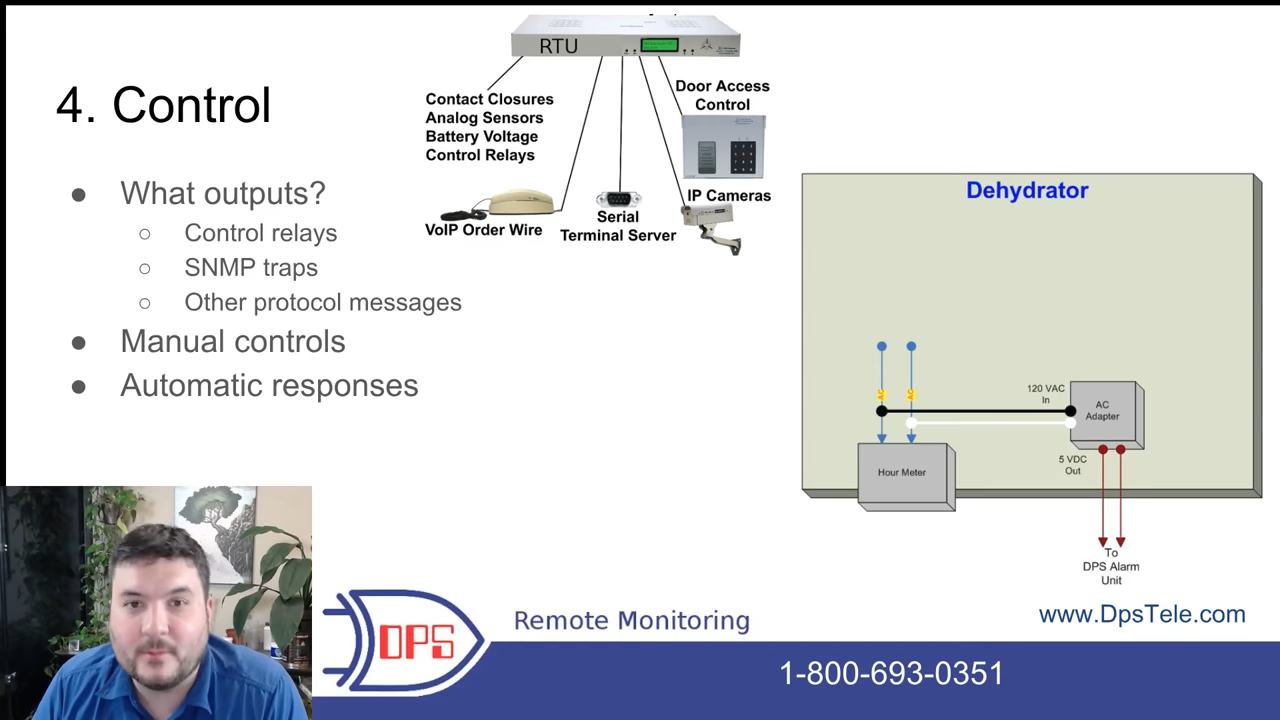 4. Control
● What outputs?
○ Control relays
○ SNMP traps
○ Other protocol messages
● Manual controls
● Automatic responses
RTU
Contact Closures
Analog Sensors
Battery Voltage
Control Relays
Door Access
Control
VoIP Order Wire
Serial
Terminal Server
IP Cameras
Dehydrator
AC
AC
120 VAC
In
AC
Adapter
Hour Meter
5 VDC
Out
To
DPS Alarm
Unit
DPS
Remote Monitoring
www.DpsTele.com
1-800-693-0351